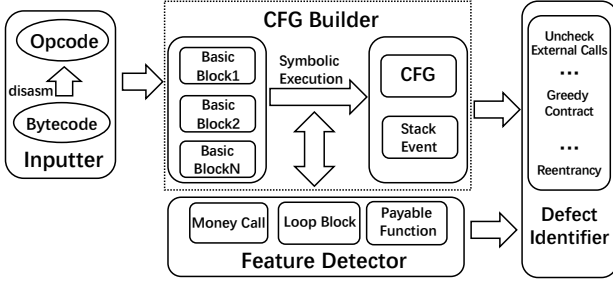 Opcode
disasm
Bytecode
Inputter
CFG Builder
Basic
Block1
Basic
Block2
Basic
BlockN
Symbolic
Execution
CFG
Stack
Event
Money Call
Loop Block
Payable
Function
Feature Detector
Uncheck
External Calls
...
Greedy
Contract
...
Reentrancy
Defect
Identifier